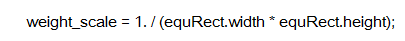 weight_scale = 1. / (equRect.width * equRect.height);